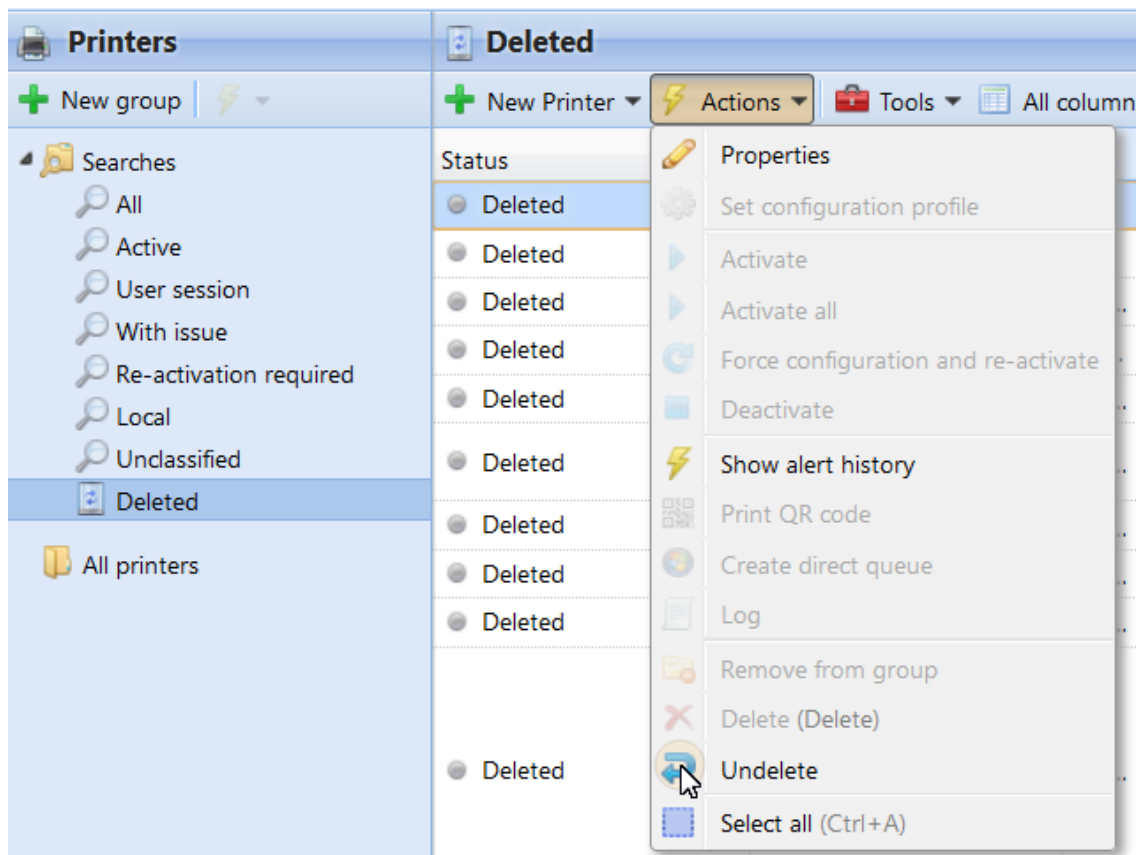 Printers
Deleted
New group
New Printer
Actions
Tools
All column
Searches
All
Active
User session
With issue
Re-activation required
Local
Unclassified
Deleted
All printers
Status
Deleted
Deleted
Deleted
Deleted
Deleted
Deleted
Deleted
Deleted
Deleted
Deleted
Properties
Set configuration profile
Activate
Activate all
Force configuration and re-activate
Deactivate
Show alert history
Print QR code
Create direct queue
Log
Remove from group
Delete (Delete)
Undelete
Select all (Ctrl+A)